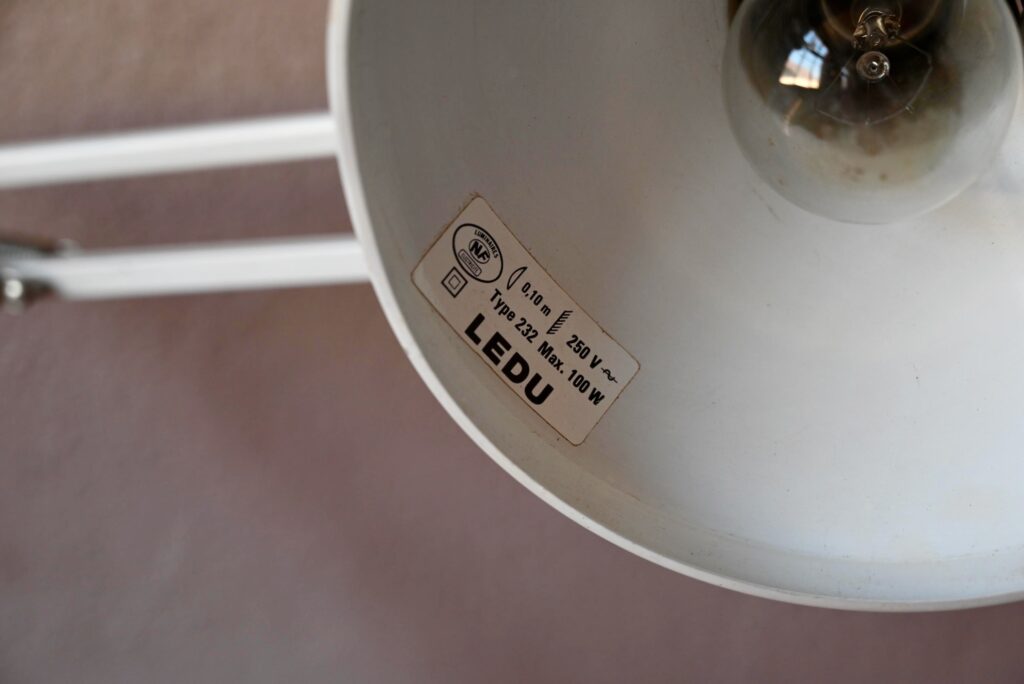 LUMINAIRES
NF
0,10 m
250 V
Type 232 Max. 100 W
LEDU